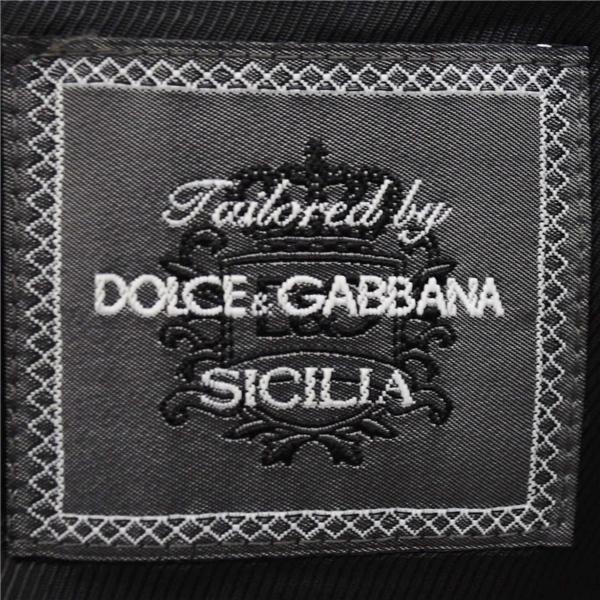 Tailored by
DOLCE & GABBANA
D&G
SICILIA